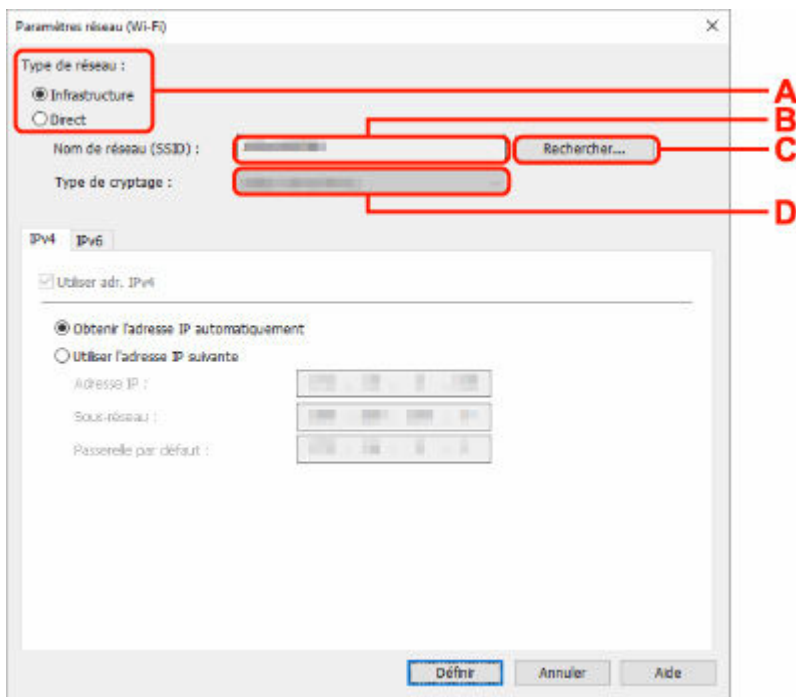 Paramètres réseau (Wi-Fi)
Type de réseau :
Infrastructure
Direct
A
Nom de réseau (SSID) :
B
Rechercher...
C
Type de cryptage :
D
IPv4 IPv6
Utiliser adr. IPv4
Obtenir l'adresse IP automatiquement
Utiliser l'adresse IP suivante
Adresse IP :
Sous-réseau :
Passerelle par défaut :
Définir Annuler Aide